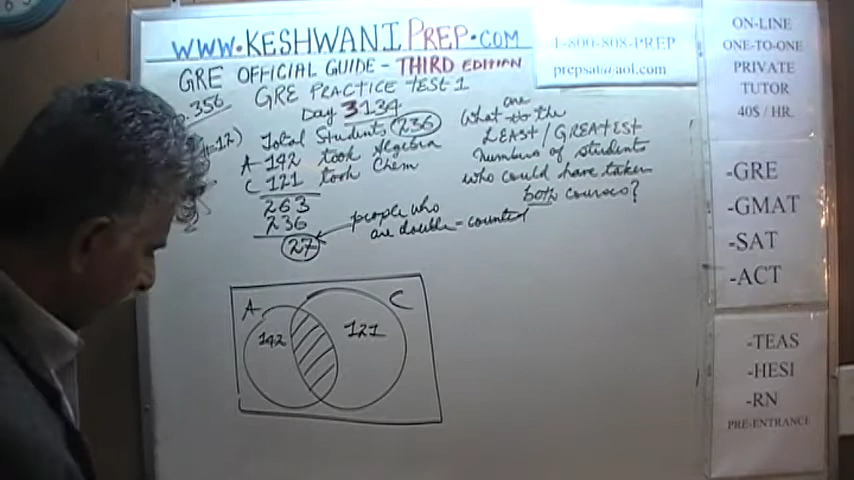 WWW.KESHWANIPREP.COM
1-800-808-PREP
prepsat@aol.com
GRE OFFICIAL GUIDE - THIRD EDITION
GRE PRACTICE TEST 1
p.356
Day 3134
Total Students 236
A- 142 took Algebra
C 121 took Chem
263
236
27
people who
are double-counted
are
What to the
LEAST/GREATEST
Numbers of students
who could have taken
both courses?
A
C
142
121
ON-LINE
ONE-TO-ONE
PRIVATE
TUTOR
40$ / HR.
-GRE
-GMAT
-SAT
-ACT
-TEAS
-HESI
-RN
PRE-ENTRANCE